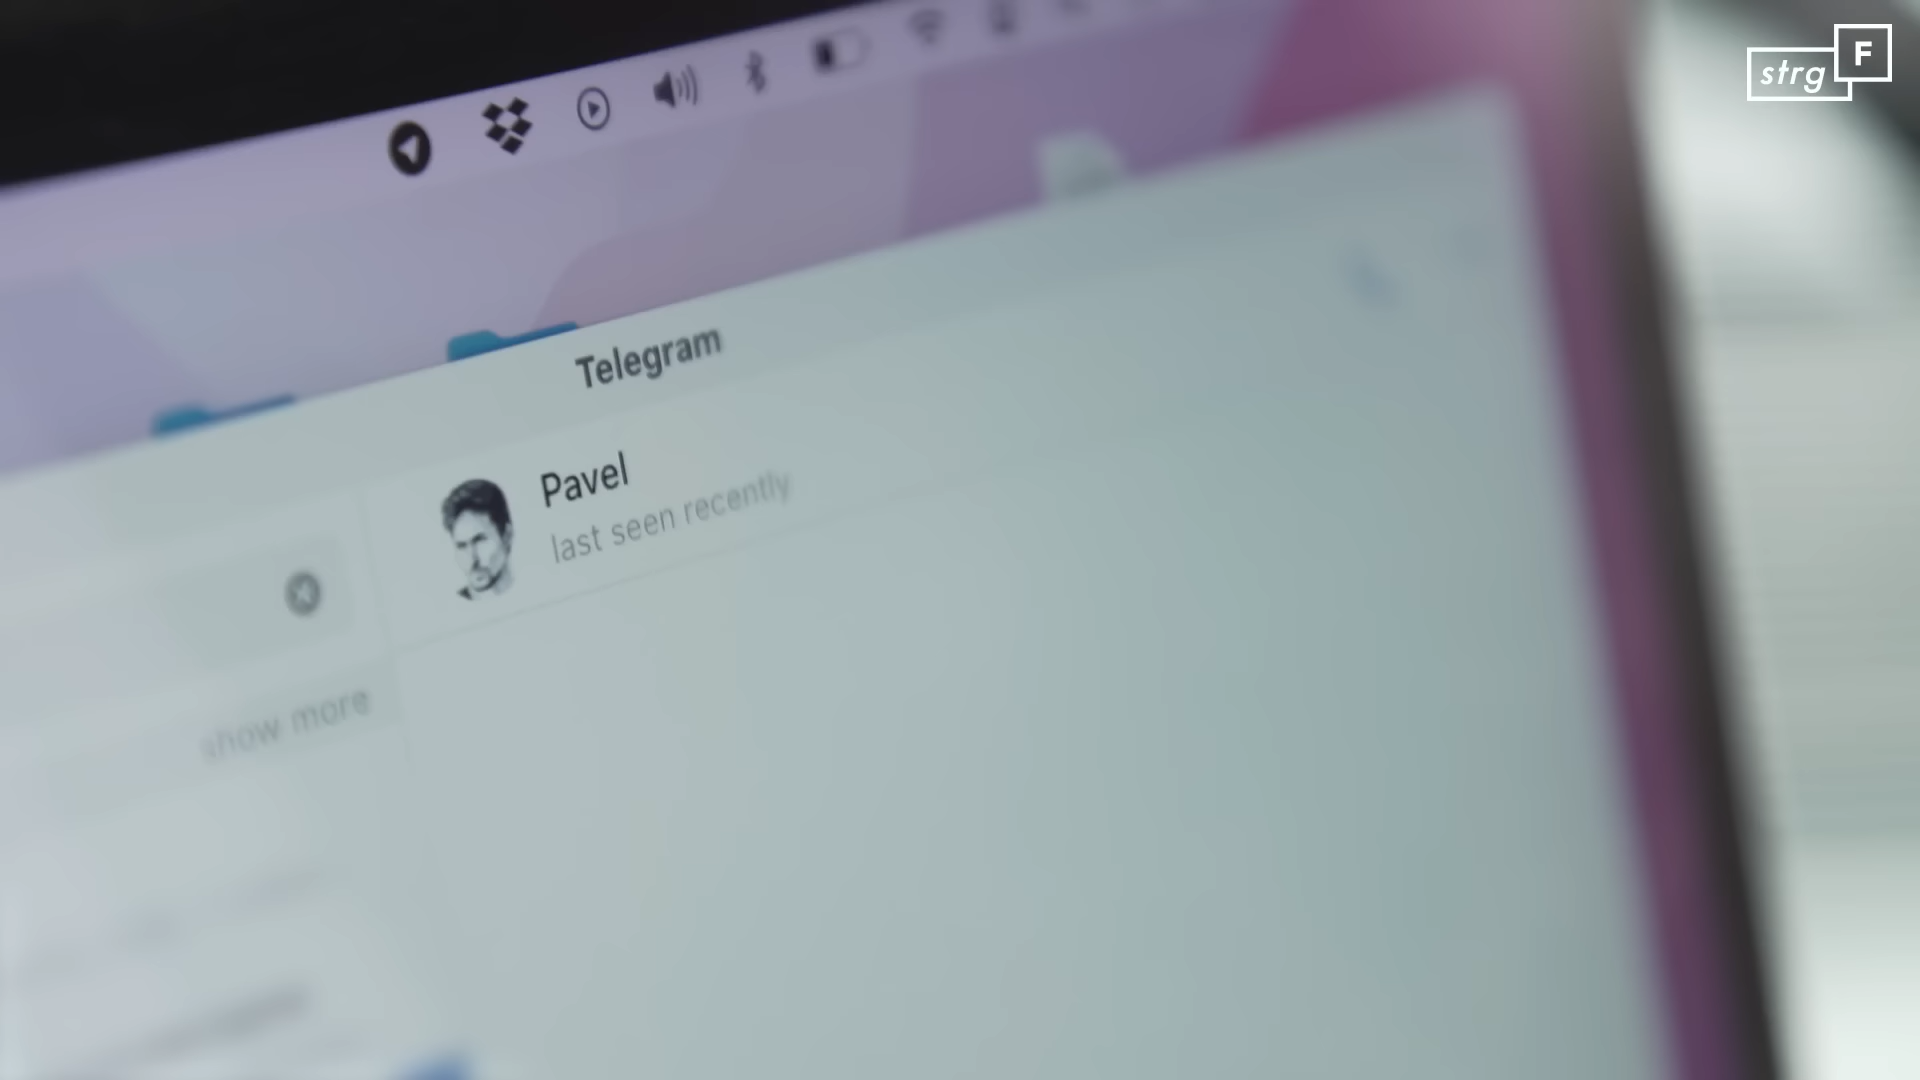 strg F
Telegram
Pavel
last seen recently
show more